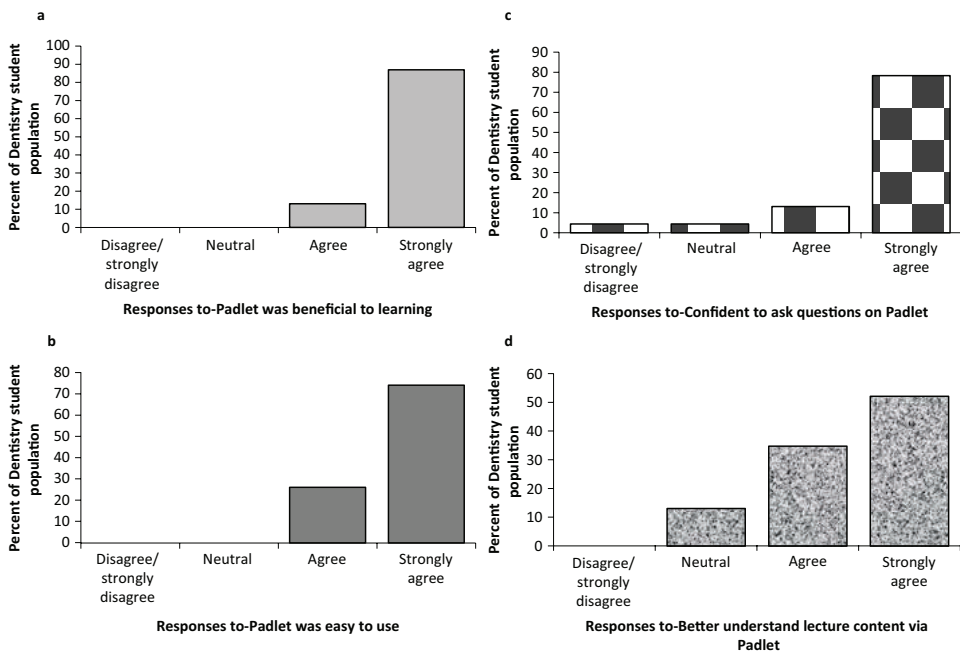 a
Percent of Dentistry student
population
100
90
80
70
60
50
40
30
20
10
0
Disagree/
strongly
disagree
Neutral
Agree
Strongly
agree
Responses to-Padlet was beneficial to learning
b
Percent of Dentistry student
population
80
70
60
50
40
30
20
10
0
Disagree/
strongly
disagree
Neutral
Agree
Strongly
agree
Responses to-Padlet was easy to use
c
Percent of Dentistry student
population
90
80
70
60
50
40
30
20
10
0
Disagree/
strongly
disagree
Neutral
Agree
Strongly
agree
Responses to-Confident to ask questions on Padlet
d
Percent of Dentistry student
population
60
50
40
30
20
10
0
Disagree/
strongly
disagree
Neutral
Agree
Strongly
agree
Responses to-Better understand lecture content via
Padlet